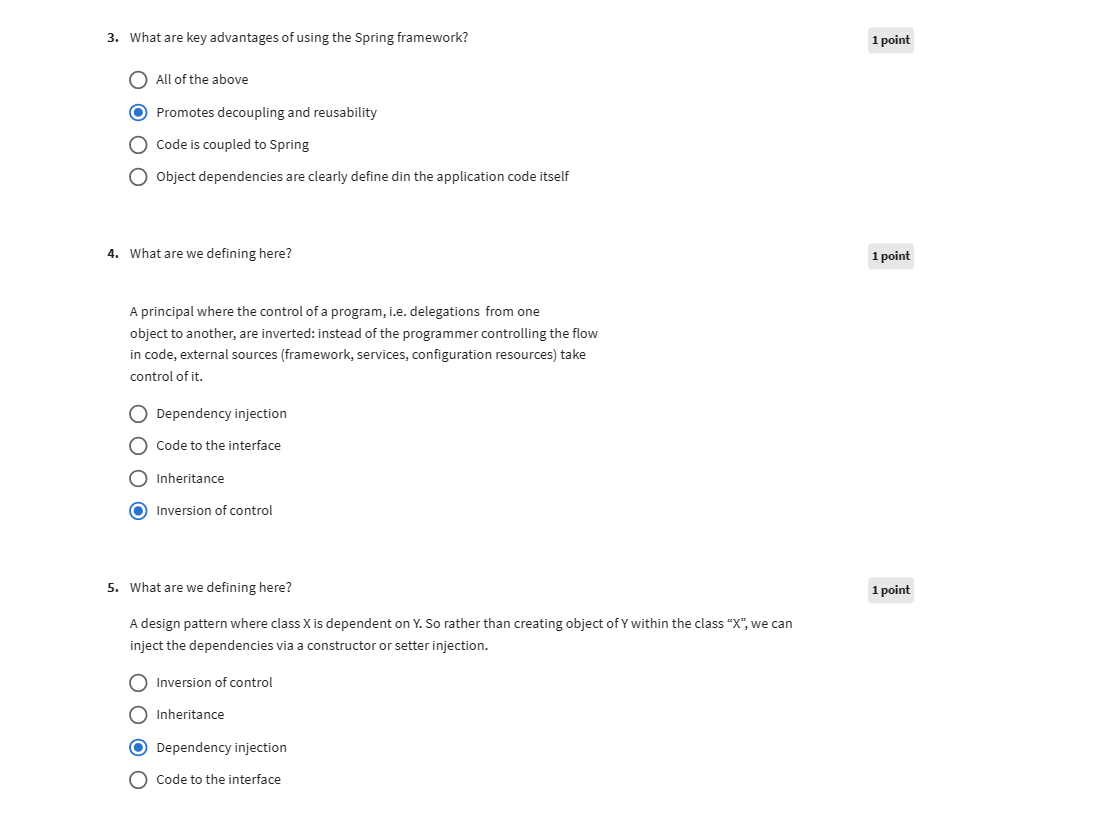 3. What are key advantages of using the Spring framework?
1 point
All of the above
Promotes decoupling and reusability
Code is coupled to Spring
Object dependencies are clearly define din the application code itself
4. What are we defining here?
1 point
A principal where the control of a program, i.e. delegations from one
object to another, are inverted: instead of the programmer controlling the flow
in code, external sources (framework, services, configuration resources) take
control of it.
Dependency injection
Code to the interface
Inheritance
Inversion of control
5. What are we defining here?
1 point
A design pattern where class X is dependent on Y. So rather than creating object of Y within the class “X”, we can
inject the dependencies via a constructor or setter injection.
Inversion of control
Inheritance
Dependency injection
Code to the interface